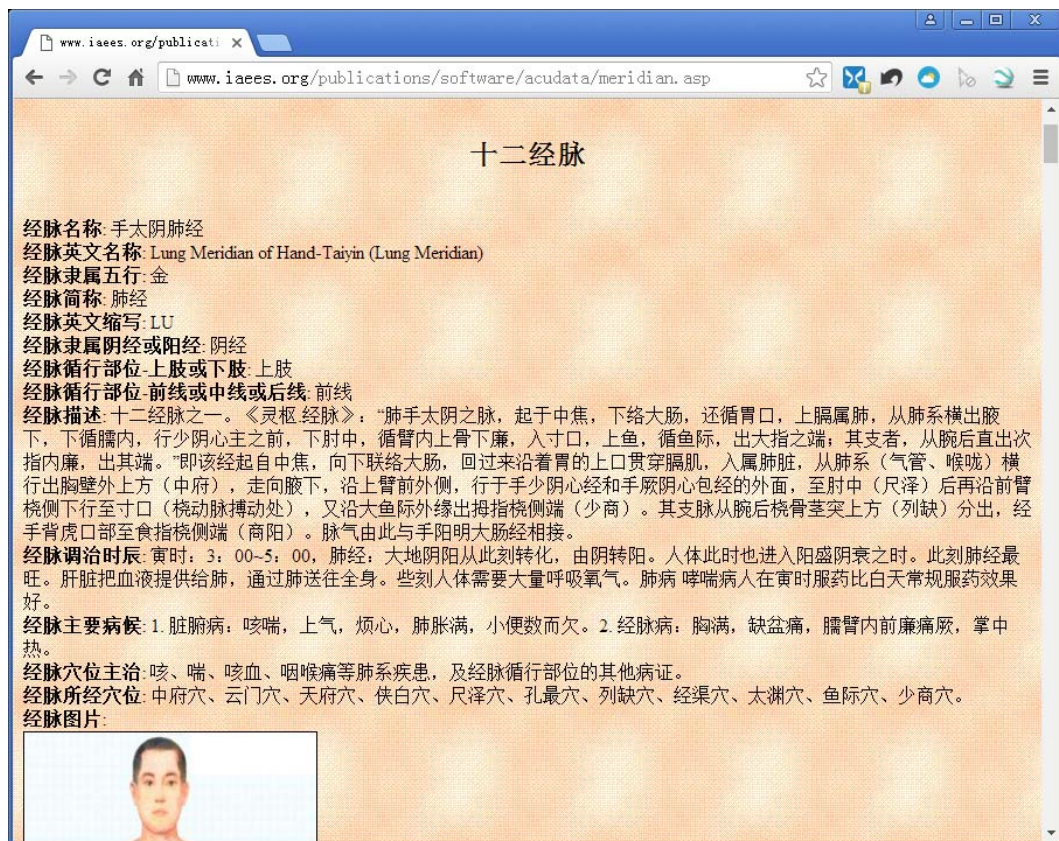 www.iaees.org/publicati
www.iaees.org/publications/software/acudata/meridian.asp
十二经脉
经脉名称: 手太阴肺经
经脉英文名称: Lung Meridian of Hand-Taiyin (Lung Meridian)
经脉隶属五行: 金
经脉简称: 肺经
经脉英文缩写: LU
经脉隶属阴经或阳经: 阴经
经脉循行部位-上肢或下肢: 上肢
经脉循行部位-前线或中线或后线: 前线
经脉描述: 十二经脉之一。《灵枢.经脉》：“肺手太阴之脉，起于中焦，下络大肠，还循胃口，上膈属肺，从肺系横出腋
下，下循臑内，行少阴心主之前，下肘中，循臂内上骨下廉，入寸口，上鱼，循鱼际，出大指之端；其支者，从腕后直出次
指内廉，出其端。”即该经起自中焦，向下联络大肠，回过来沿着胃的上口贯穿膈肌，入属肺脏，从肺系（气管、喉咙）横
行出胸壁外上方（中府），走向腋下，沿上臂前外侧，行于手少阴心经和手厥阴心包经的外面，至肘中（尺泽）后再沿前臂
桡侧下行至寸口（桡动脉搏动处），又沿大鱼际外缘出拇指桡侧端（少商）。其支脉从腕后桡骨茎突上方（列缺）分出，经
手背虎口部至食指桡侧端（商阳）。脉气由此与手阳明大肠经相接。
经脉调治时辰: 寅时：3：00~5：00，肺经：大地阴阳从此刻转化，由阴转阳。人体此时也进入阳盛阴衰之时。此刻肺经最
旺。肝脏把血液提供给肺，通过肺送往全身。些刻人体需要大量呼吸氧气。肺病 哮喘病人在寅时服药比白天常规服药效果
好。
经脉主要病候: 1. 脏腑病：咳喘，上气，烦心，肺胀满，小便数而欠。2. 经脉病：胸满，缺盆痛，臑臂内前廉痛厥，掌中
热。
经脉穴位主治: 咳、喘、咳血、咽喉痛等肺系疾患，及经脉循行部位的其他病证。
经脉所经穴位: 中府穴、云门穴、天府穴、侠白穴、尺泽穴、孔最穴、列缺穴、经渠穴、太渊穴、鱼际穴、少商穴。
经脉图片: